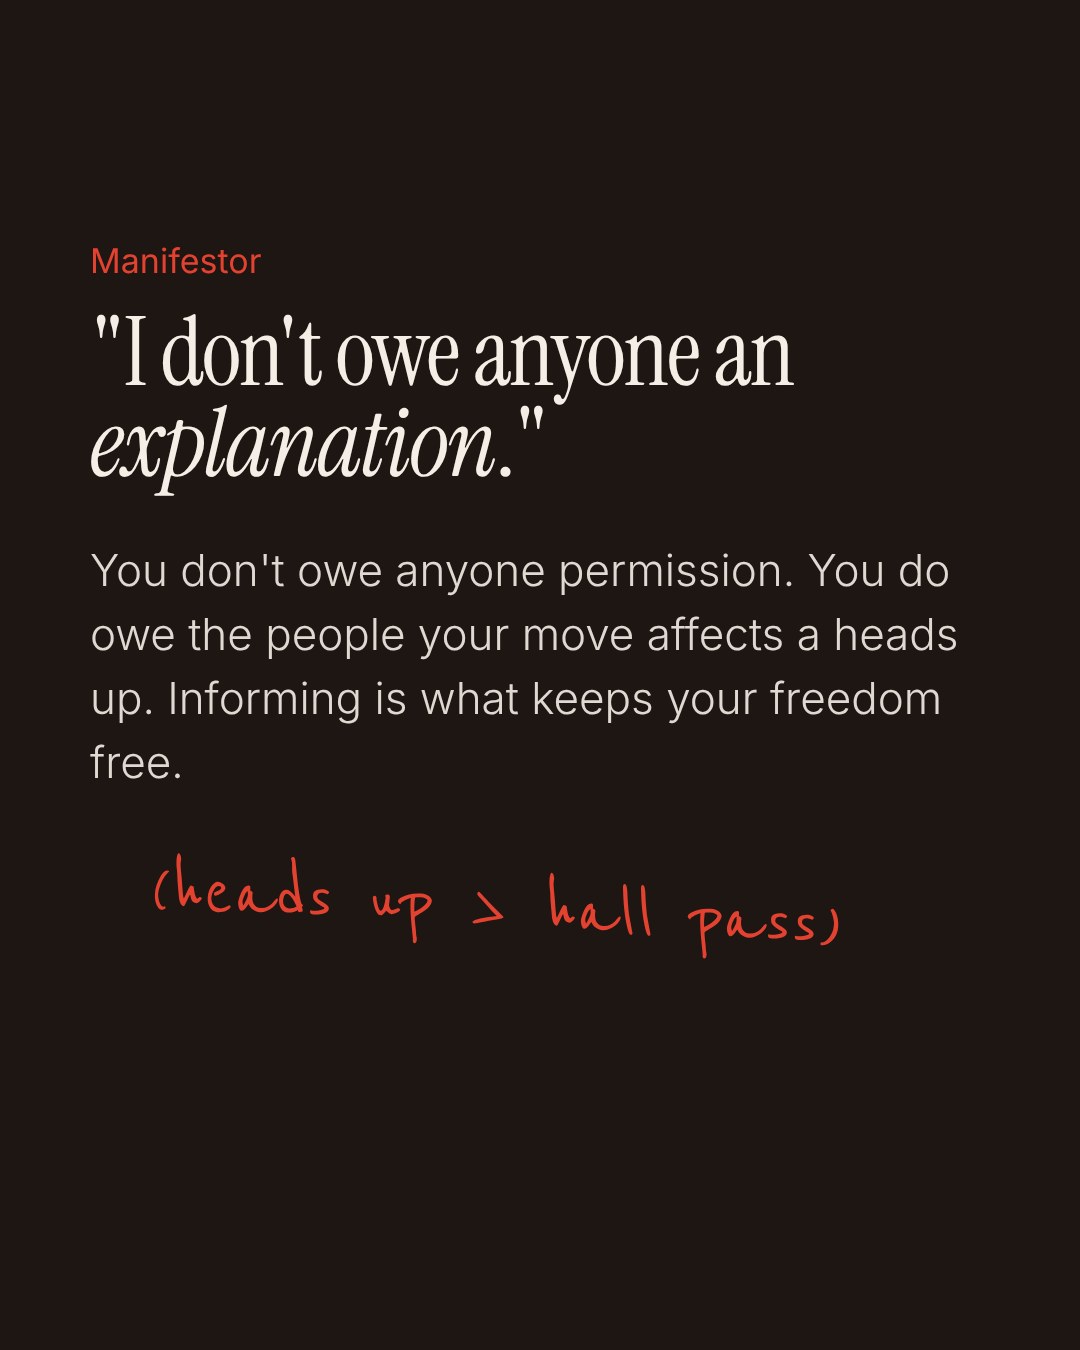 Manifestor
"I don't owe anyone an
explanation."
You don't owe anyone permission. You do
owe the people your move affects a heads
up. Informing is what keeps your freedom
free.
(heads up > hall pass)